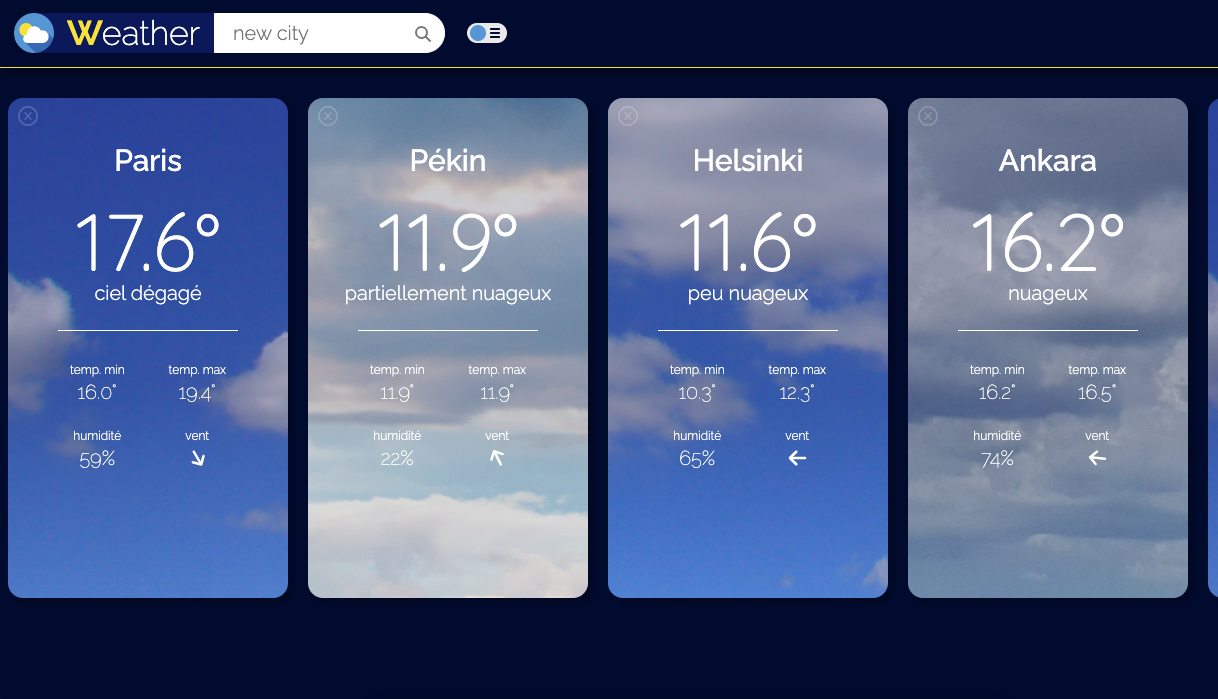 Weather
new city
Paris
17.6°
ciel dégagé
temp. min
temp. max
16.0°
19.4°
humidité
vent
59%
Pékin
11.9°
partiellement nuageux
temp. min
temp. max
11.9°
11.9°
humidité
vent
22%
Helsinki
11.6°
peu nuageux
temp. min
temp. max
10.3°
12.3°
humidité
vent
65%
Ankara
16.2°
nuageux
temp. min
temp. max
16.2°
16.5°
humidité
vent
74%